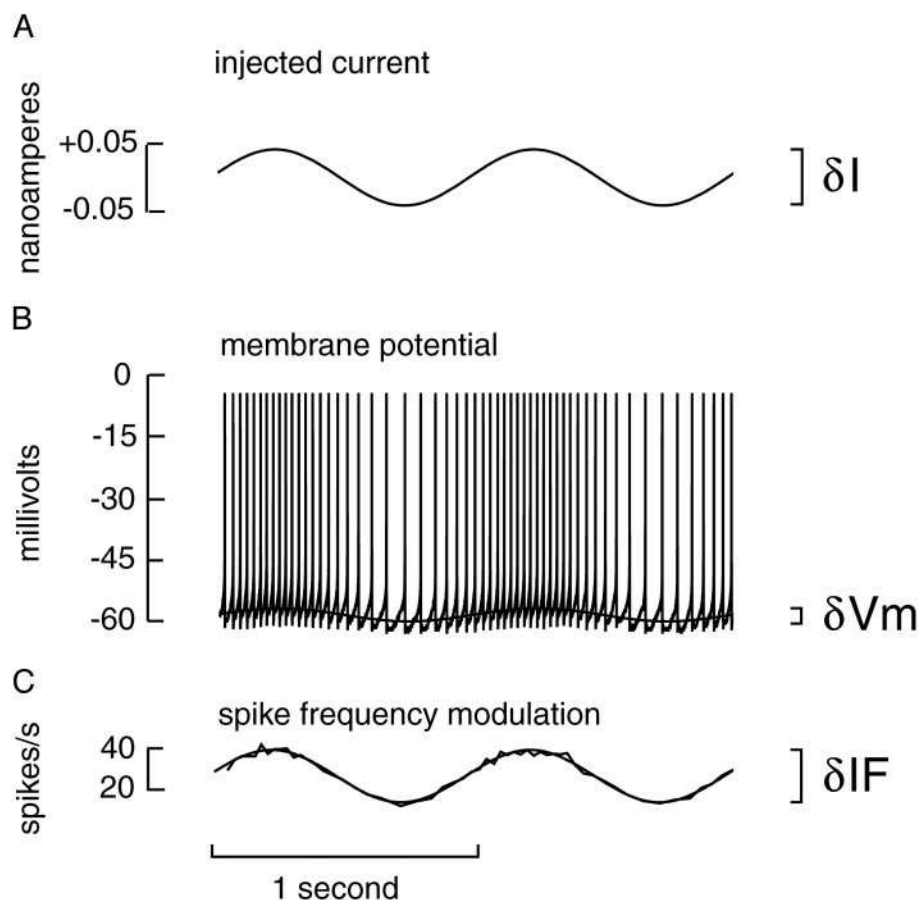 A
injected current
nanoamperes
+0.05
-0.05
δI
B
membrane potential
millivolts
0
-15
-30
-45
-60
δVm
C
spike frequency modulation
spikes/s
40
20
δIF
1 second